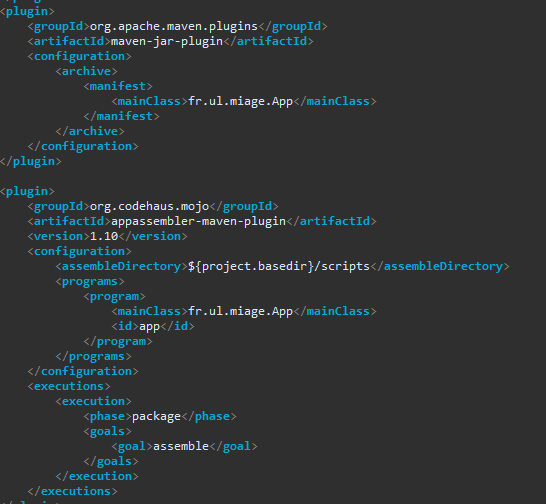 <plugin>
<groupId>org.apache.maven.plugins</groupId>
<artifactId>maven-jar-plugin</artifactId>
<configuration>
<archive>
<manifest>
<mainClass>fr.ul.miage.App</mainClass>
</manifest>
</archive>
</configuration>
</plugin>
<plugin>
<groupId>org.codehaus.mojo</groupId>
<artifactId>appassembler-maven-plugin</artifactId>
<version>1.10</version>
<configuration>
<assembleDirectory>${project.basedir}/scripts</assembleDirectory>
<programs>
<program>
<mainClass>fr.ul.miage.App</mainClass>
<id>app</id>
</program>
</programs>
</configuration>
<executions>
<execution>
<phase>package</phase>
<goals>
<goal>assemble</goal>
</goals>
</execution>
</executions>